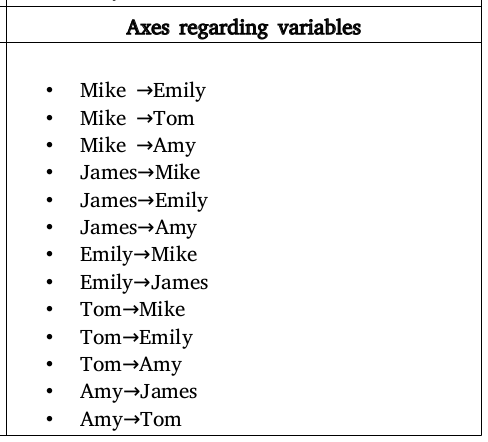 Axes regarding variables
• Mike →Emily
• Mike →Tom
• Mike →Amy
• James→Mike
• James→Emily
• James→Amy
• Emily→Mike
• Emily→James
• Tom→Mike
• Tom→Emily
• Tom→Amy
• Amy→James
• Amy→Tom